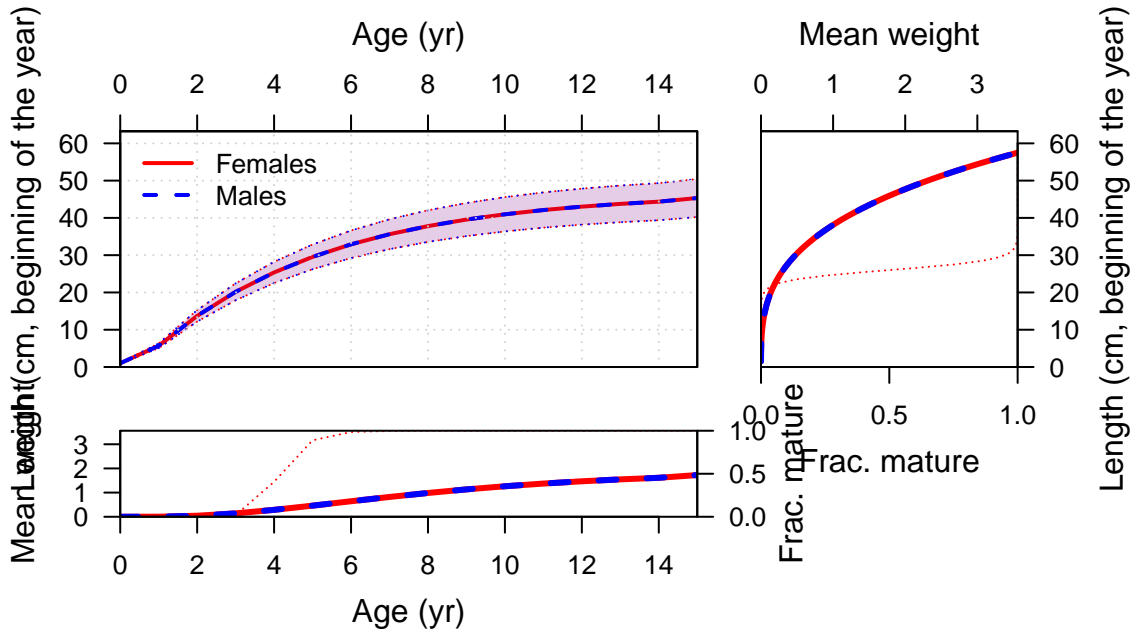 Age (yr)
Mean weight
0 2 4 6 8 10 12 14
0 1 2 3
Length (cm, beginning of the year)
60
50
40
30
20
10
0
Females
Males
60
50
40
30
20
10
0
Length (cm, beginning of the year)
0.0 0.5 1.0
Frac. mature
Mean weight
3
2
1
0
1.0
0.5
0.0
Frac. mature
0 2 4 6 8 10 12 14
Age (yr)